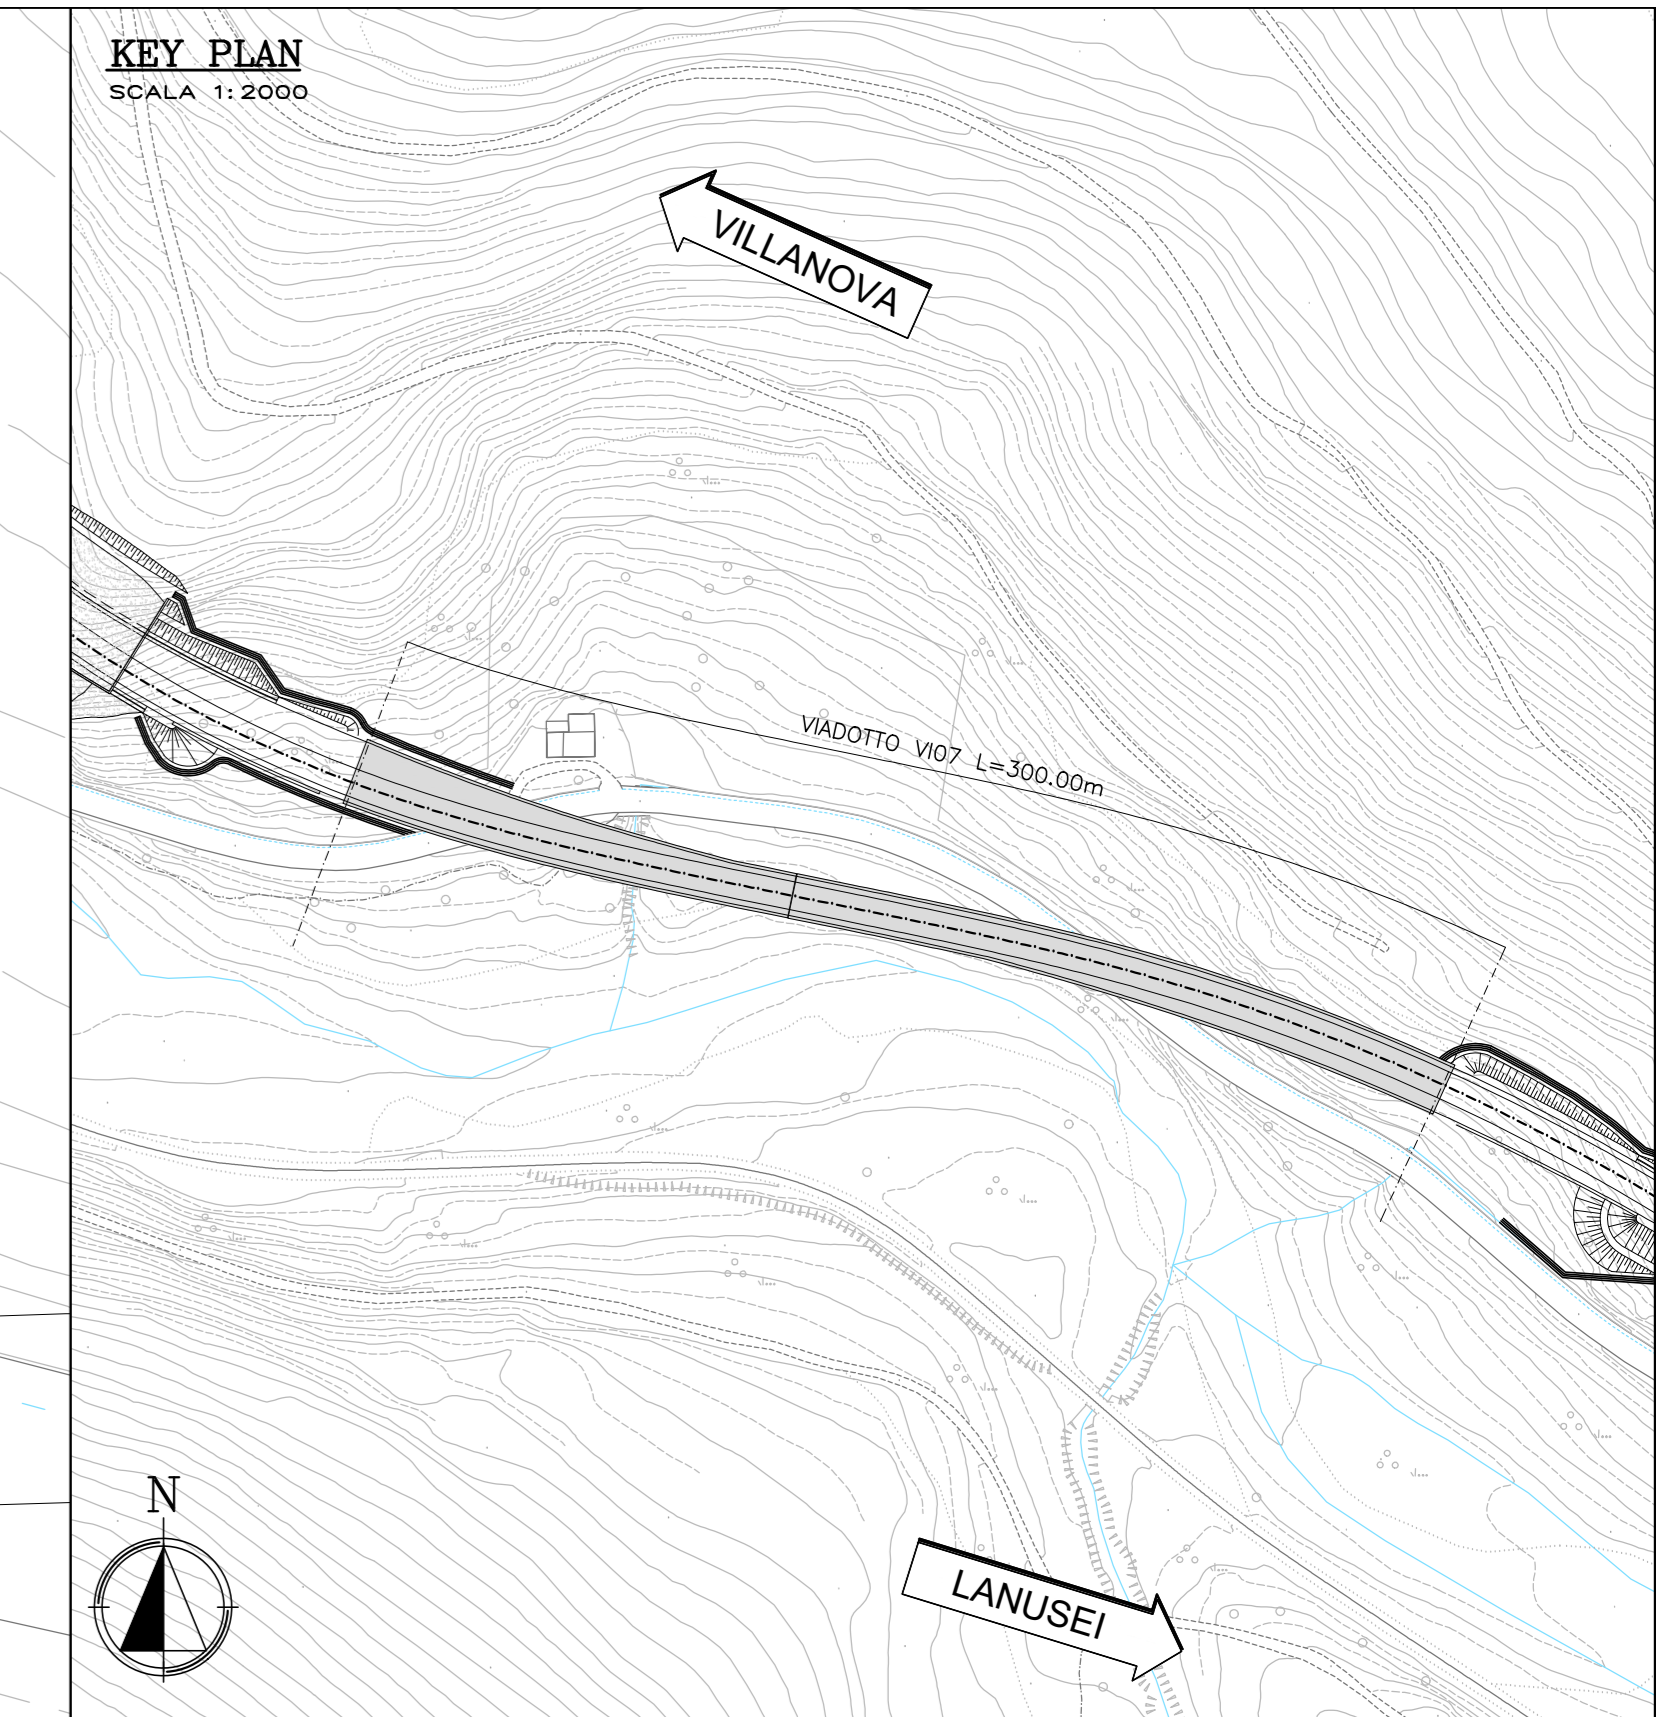 KEY PLAN
SCALA 1:2000
VILLANOVA
VIADOTTO VI07 L=300.00m
N
LANUSEI